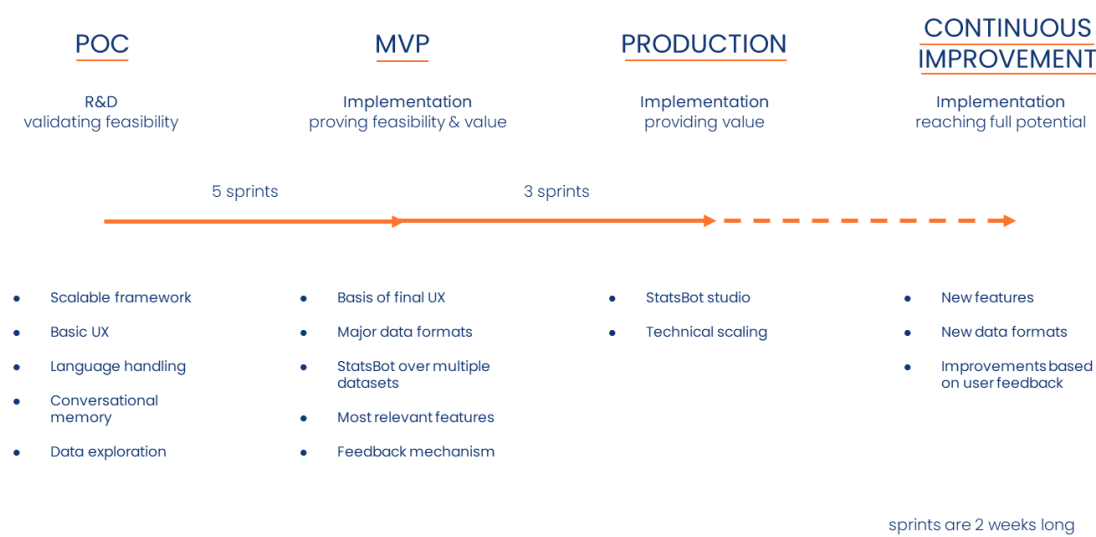 POC
R&D
validating feasibility
MVP
Implementation
proving feasibility & value
PRODUCTION
Implementation
providing value
CONTINUOUS
IMPROVEMENT
Implementation
reaching full potential
5 sprints
3 sprints
● Scalable framework
● Basic UX
● Language handling
● Conversational
memory
● Data exploration
● Basis of final UX
● Major data formats
● StatsBot over multiple
datasets
● Most relevant features
● Feedback mechanism
● StatsBot studio
● Technical scaling
● New features
● New data formats
● Improvements based
on user feedback
sprints are 2 weeks long